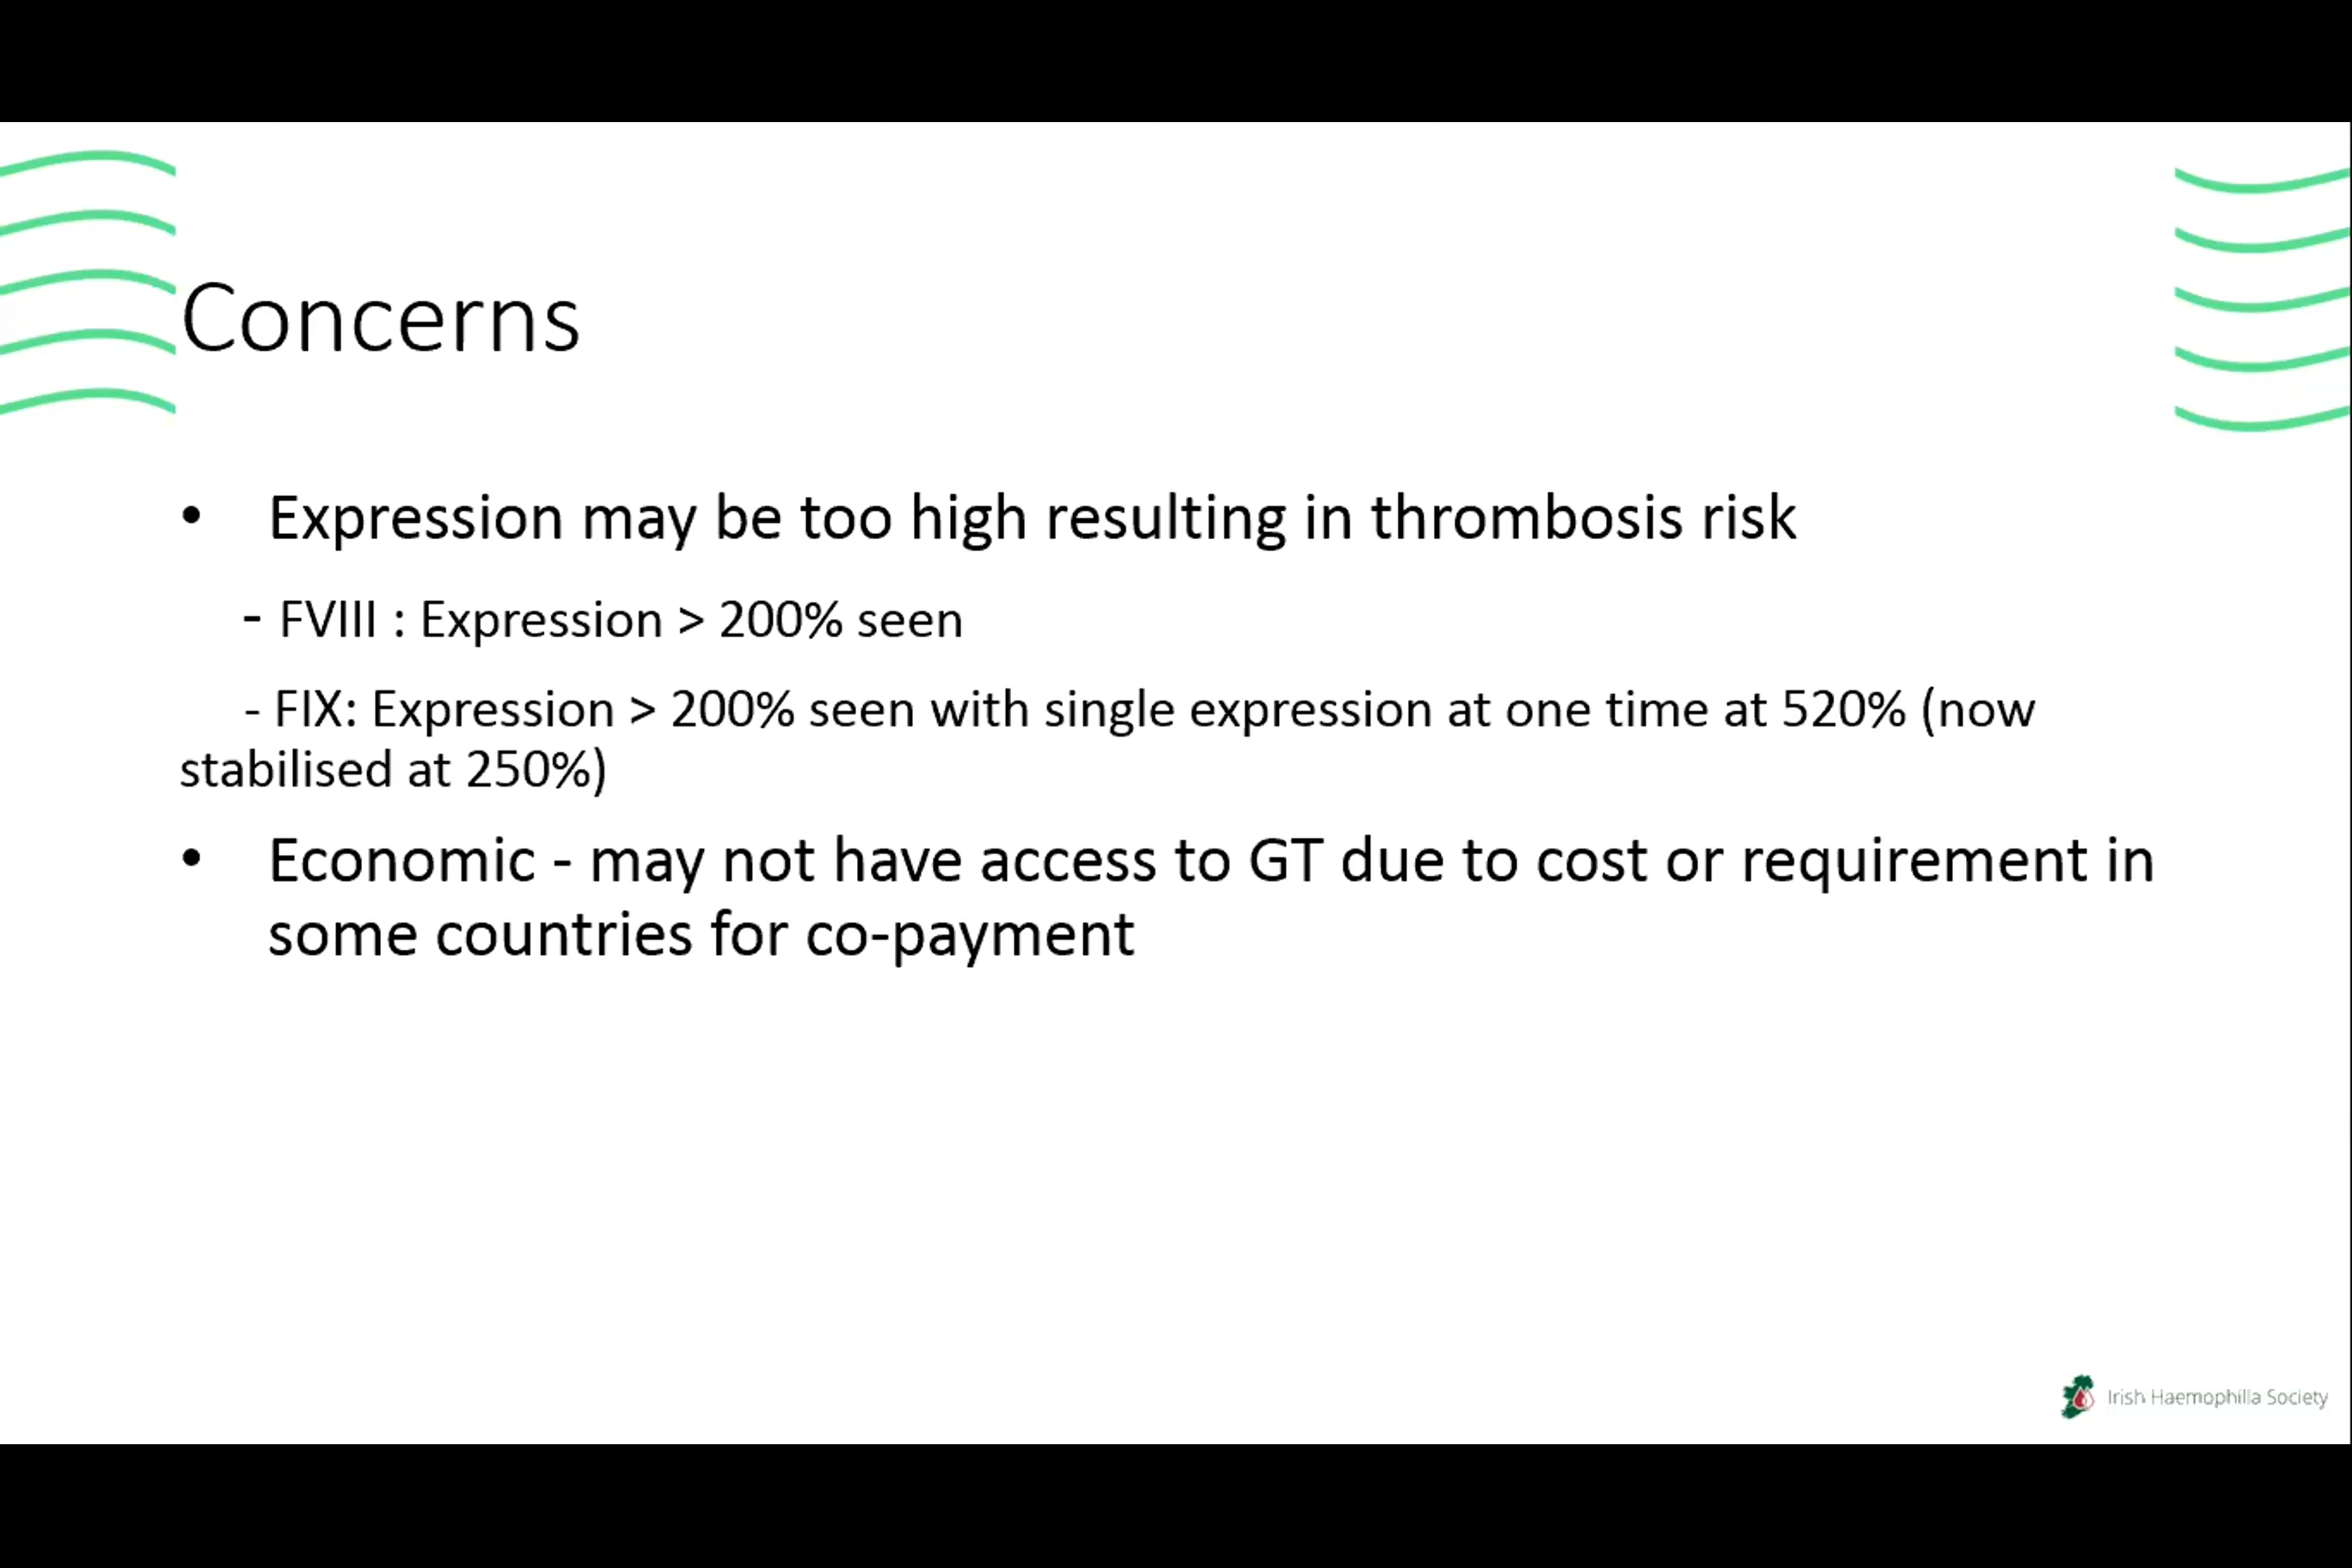 Concerns
• Expression may be too high resulting in thrombosis risk
- FVIII : Expression > 200% seen
- FIX: Expression > 200% seen with single expression at one time at 520% (now
stabilised at 250%)
• Economic - may not have access to GT due to cost or requirement in
some countries for co-payment
Irish Haemophilia Society